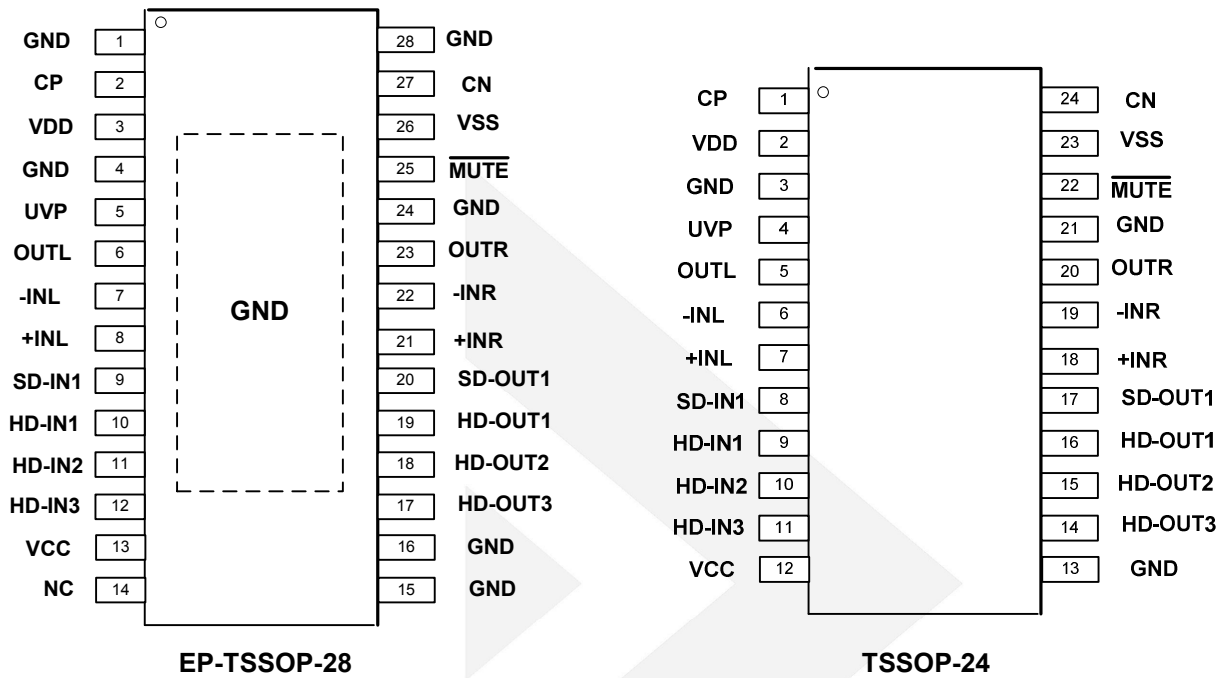 GND 1 28 GND
CP 2 27 CN
VDD 3 26 VSS
GND 4 25 MUTE
UVP 5 24 GND
OUTL 6 23 OUTR
-INL 7 22 -INR
+INL 8 21 +INR
SD-IN1 9 20 SD-OUT1
HD-IN1 10 19 HD-OUT1
HD-IN2 11 18 HD-OUT2
HD-IN3 12 17 HD-OUT3
VCC 13 16 GND
NC 14 15 GND
GND
EP-TSSOP-28
CP 1 24 CN
VDD 2 23 VSS
GND 3 22 MUTE
UVP 4 21 GND
OUTL 5 20 OUTR
-INL 6 19 -INR
+INL 7 18 +INR
SD-IN1 8 17 SD-OUT1
HD-IN1 9 16 HD-OUT1
HD-IN2 10 15 HD-OUT2
HD-IN3 11 14 HD-OUT3
VCC 12 13 GND
TSSOP-24